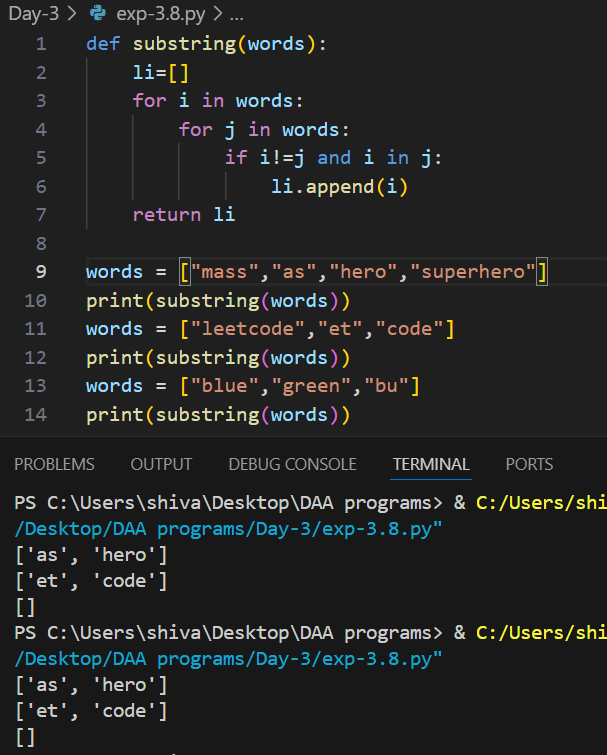 Day-3 > exp-3.8.py > ...
1 def substring(words):
2     li=[]
3     for i in words:
4         for j in words:
5             if i!=j and i in j:
6                 li.append(i)
7     return li
8
9 words = ["mass","as","hero","superhero"]
10 print(substring(words))
11 words = ["leetcode","et","code"]
12 print(substring(words))
13 words = ["blue","green","bu"]
14 print(substring(words))
PROBLEMS OUTPUT DEBUG CONSOLE TERMINAL PORTS
PS C:\Users\shiva\Desktop\DAA programs> & C:/Users/shi
/Desktop/DAA programs/Day-3/exp-3.8.py"
['as', 'hero']
['et', 'code']
[]
PS C:\Users\shiva\Desktop\DAA programs> & C:/Users/shi
/Desktop/DAA programs/Day-3/exp-3.8.py"
['as', 'hero']
['et', 'code']
[]